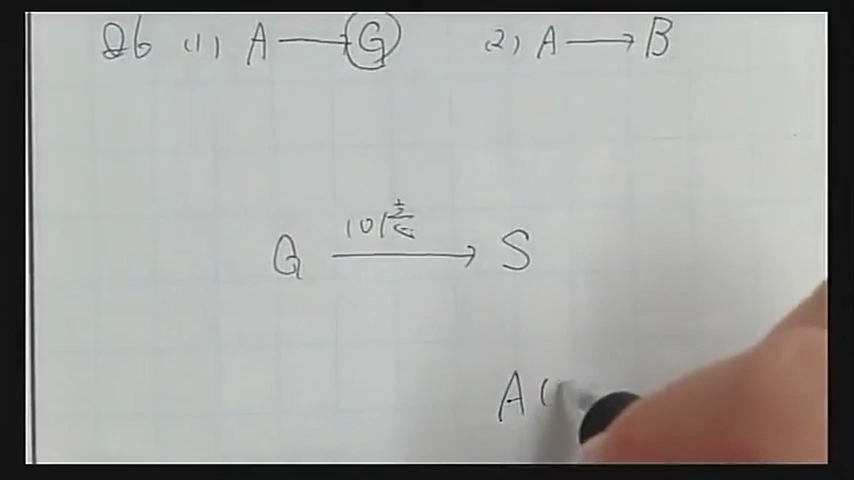 Q6 (1) A → G (2) A → B
Q → S
A (